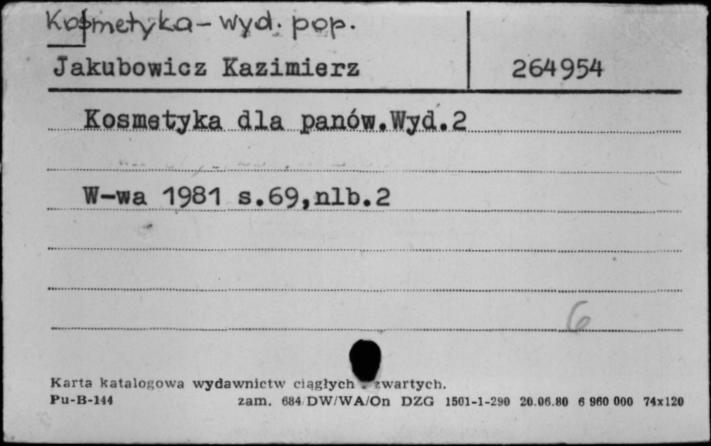 Kosmetyka - wyd. pop.
Jakubowicz Kazimierz 264954
Kosmetyka dla panów.Wyd.2
W-wa 1981 s.69,nlb.2
6
Karta katalogowa wydawnictw ciągłych zwartych.
Pu-B-144 zam. 684/DW/WA/On DZG 1501-1-290 20.06.80 6 960 000 74x120